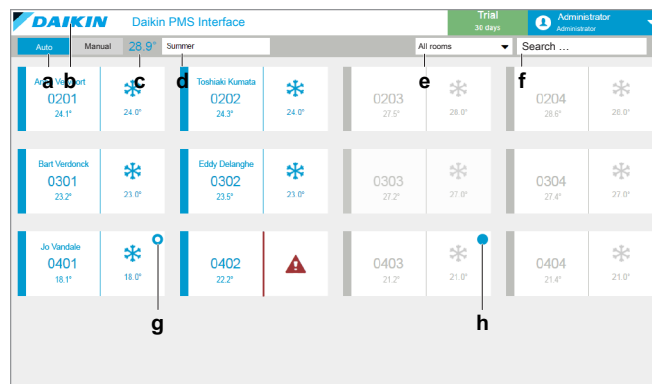 DAIKIN Daikin PMS Interface Trial 30 days Administrator Administrator
Auto Manual 28.9° Summer All rooms Search ...
a b c d e f
Toshiaki Kumata
0201 0202 0203 0204
24.1° 24.0° 24.3° 24.0° 27.5° 28.0° 28.6° 28.0°
Bart Verdonck Eddy Delanghe
0301 0302 0303 0304
23.2° 23.0° 23.5° 23.0° 27.2° 27.0° 27.4° 27.0°
Jo Vandale
0401 0402 0403 0404
18.1° 18.0° 22.2° 21.2° 21.0° 21.4° 21.0°
g h